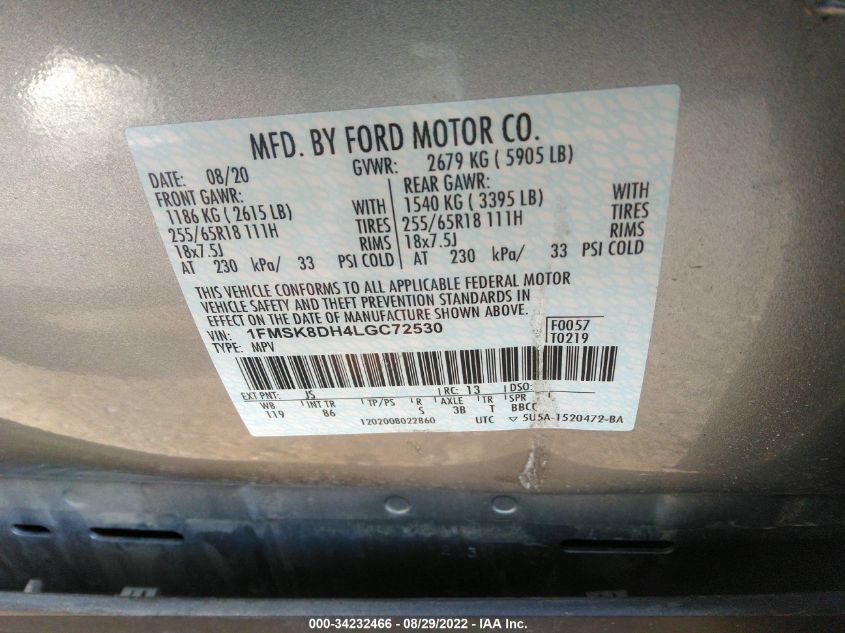 MFD. BY FORD MOTOR CO.
DATE: 08/20 GVWR: 2679 KG ( 5905 LB)
FRONT GAWR: REAR GAWR:
1186 KG ( 2615 LB) WITH 1540 KG ( 3395 LB) WITH
255/65R18 111H TIRES 255/65R18 111H TIRES
18x7.5J RIMS 18x7.5J RIMS
AT 230 kPa/ 33 PSI COLD AT 230 kPa/ 33 PSI COLD
THIS VEHICLE CONFORMS TO ALL APPLICABLE FEDERAL MOTOR
VEHICLE SAFETY AND THEFT PREVENTION STANDARDS IN
EFFECT ON THE DATE OF MANUFACTURE SHOWN ABOVE.
VIN: 1FMSK8DH4LGC72530 F0057
TYPE: MPV T0219
EXT PNT: JS RC: 13 DSO:
WB INT TR TP/PS R AXLE TR SPR
119 86 S 3B T BBCC
1202008022860 UTC ▽ 5U5A-1520472-BA
000-34232466 - 08/29/2022 - IAA Inc.